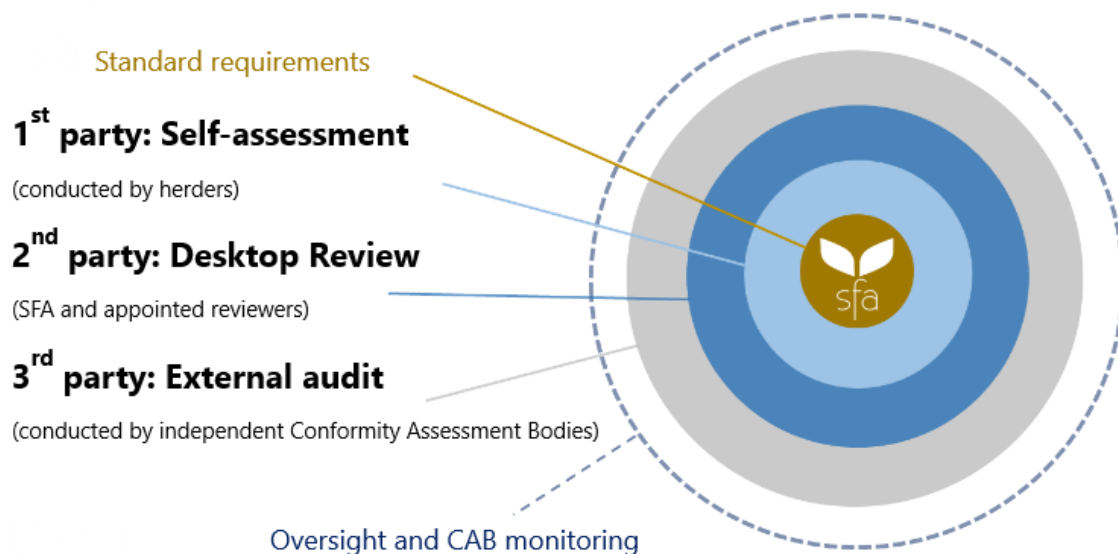 Standard requirements
1st party: Self-assessment
(conducted by herders)
2nd party: Desktop Review
(SFA and appointed reviewers)
3rd party: External audit
(conducted by independent Conformity Assessment Bodies)
Oversight and CAB monitoring
sfa